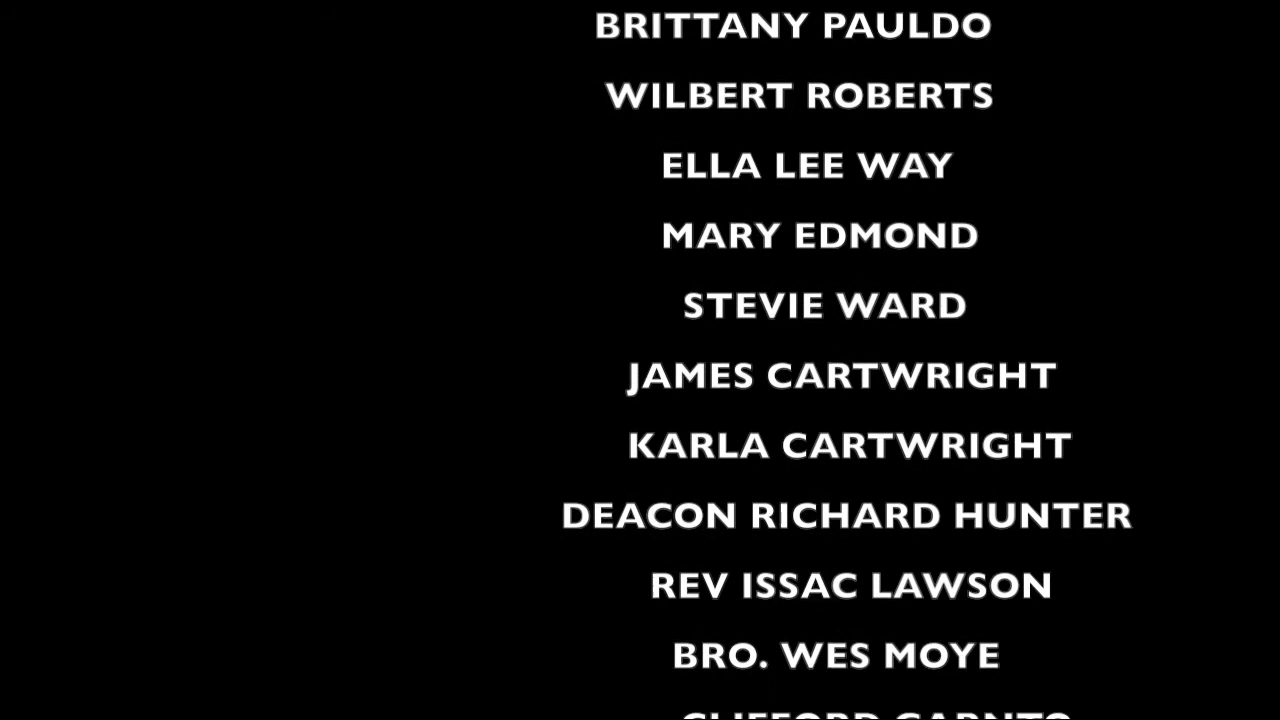 BRITTANY PAULDO
WILBERT ROBERTS
ELLA LEE WAY
MARY EDMOND
STEVIE WARD
JAMES CARTWRIGHT
KARLA CARTWRIGHT
DEACON RICHARD HUNTER
REV ISSAC LAWSON
BRO. WES MOYE
CLIFFORD